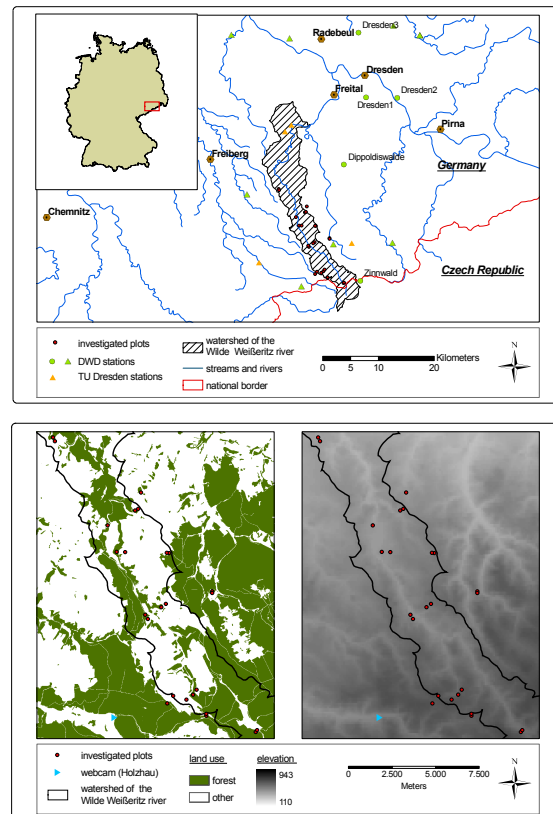 Dresden3
Radebeul
Dresden
Freital
Dresden1
Dresden2
Pirna
Freiberg
Dippoldiswalde
Germany
Chemnitz
Czech Republic
Zinnwald
investigated plots
DWD stations
TU Dresden stations
watershed of the
Wilde Weißeritz river
streams and rivers
national border
0 5 10 20
Kilometers
N
investigated plots
webcam (Holzhau)
watershed of the
Wilde Weißeritz river
land use
forest
other
elevation
943
110
0 2.500 5.000 7.500
Meters
N